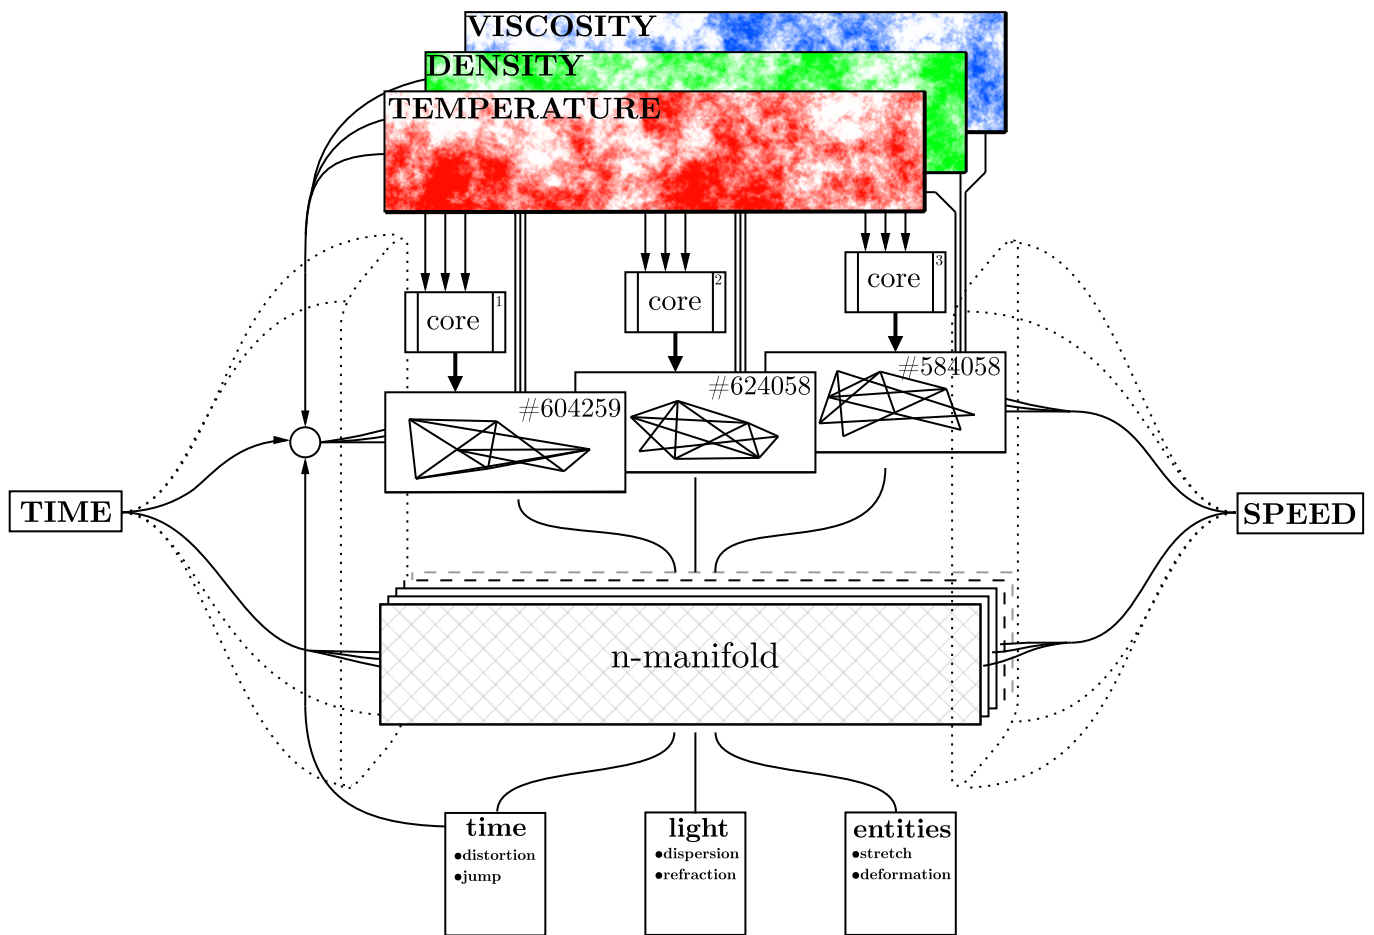 VISCOSITY
DENSITY
TEMPERATURE
core 1
core 2
core 3
#604259
#624058
#584058
TIME
SPEED
n-manifold
time
●distortion
●jump
light
●dispersion
●refraction
entities
●stretch
●deformation